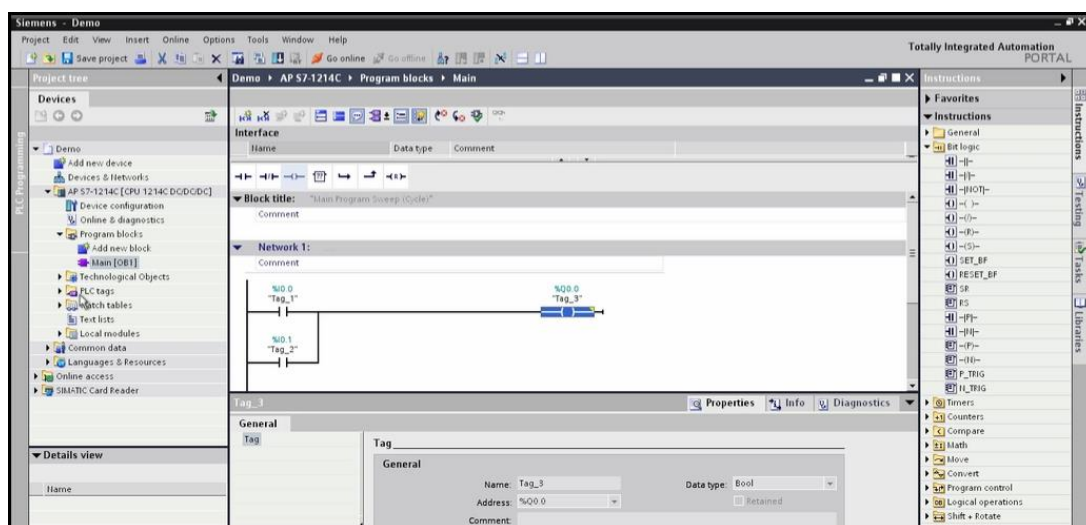 Siemens - Demo
Project Edit View Insert Online Options Tools Window Help
Save project Go online Go offline
Totally Integrated Automation
PORTAL
Project tree
Demo AP S7-1214C Program blocks Main
Instructions
Devices
Favorites
Instructions
General
Bit logic
-| |-
-|/|-
-|NOT|-
-( )-
-(/)-
-(R)-
-(S)-
SET_BF
RESET_BF
SR
RS
-|P|-
-|N|-
-(P)-
-(N)-
P_TRIG
N_TRIG
Timers
Counters
Compare
Math
Move
Convert
Program control
Logical operations
Shift + Rotate
PLC Programming
Demo
Add new device
Devices & Networks
AP S7-1214C [CPU 1214C DC/DC/DC]
Device configuration
Online & diagnostics
Program blocks
Add new block
Main [OB1]
Technological Objects
PLC tags
Watch tables
Text lists
Local modules
Common data
Languages & Resources
Online access
SIMATIC Card Reader
Details view
Name
Interface
Name Data type Comment
Block title: "Main Program Sweep (Cycle)"
Comment
Network 1:
Comment
%I0.0
"Tag_1"
%Q0.0
"Tag_3"
%I0.1
"Tag_2"
Tag_3
Properties Info Diagnostics
General
Tag
Tag
General
Name: Tag_3 Data type: Bool
Address: %Q0.0 Retained
Comment:
Instructions
Testing
Tasks
Libraries